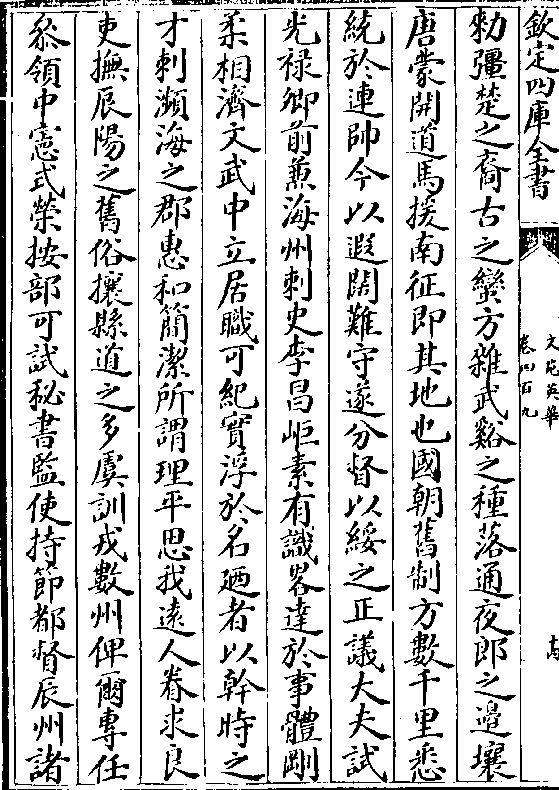 欽定四庫全書
文苑英華
卷四百九
勅彊楚之裔古之蠻方雜武谿之種落通夜郎之邊壤
唐蒙開道馬援南征即其地也國朝舊制方數千里悉
統於連帥今以遐闊難守遂分督以綏之正議大夫試
光禄卿前兼海州刺史李昌岠素有識畧達於事體剛
柔相濟文武中立居職可紀實浮於名廼者以幹時之
才刺瀕海之郡惠和簡潔所謂理平思我遠人眷求良
吏撫辰陽之舊俗攘縣道之多虞訓戎數州俾爾專任
叅領中憲式榮按部可試秘書監使持節都督辰州諸